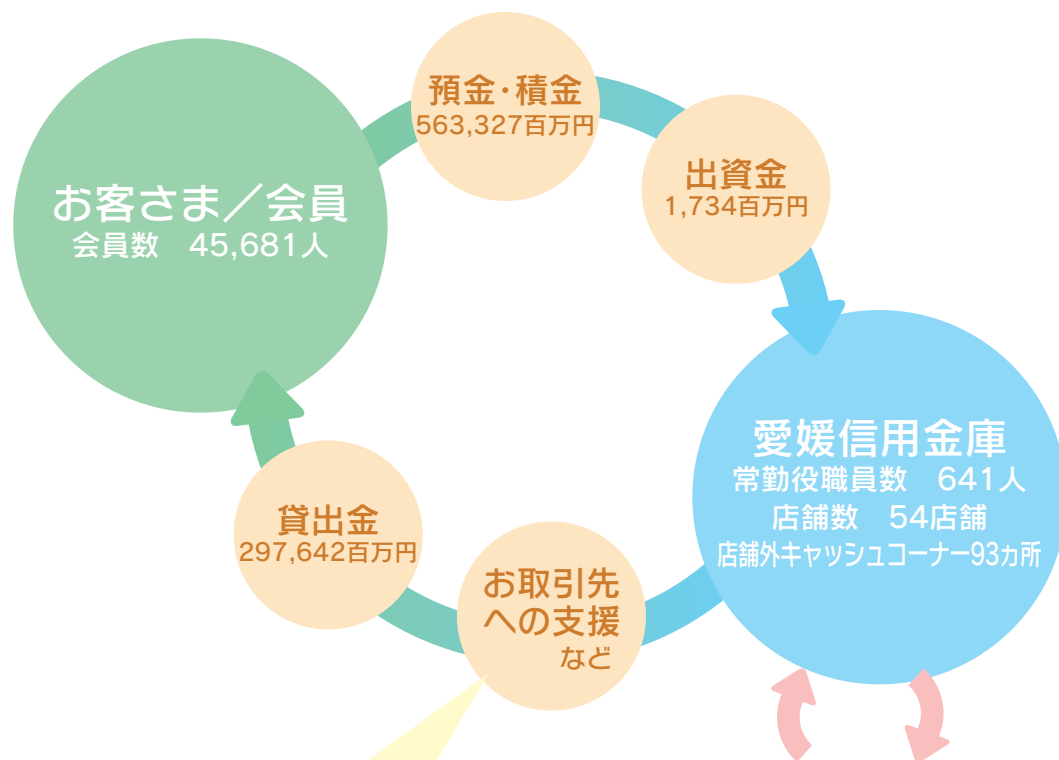 預金・積金
563,327百万円
出資金
1,734百万円
お客さま／会員
会員数　45,681人
愛媛信用金庫
常勤役職員数　641人
店舗数　54店舗
店舗外キャッシュコーナー93カ所
貸出金
297,642百万円
お取引先
への支援
など